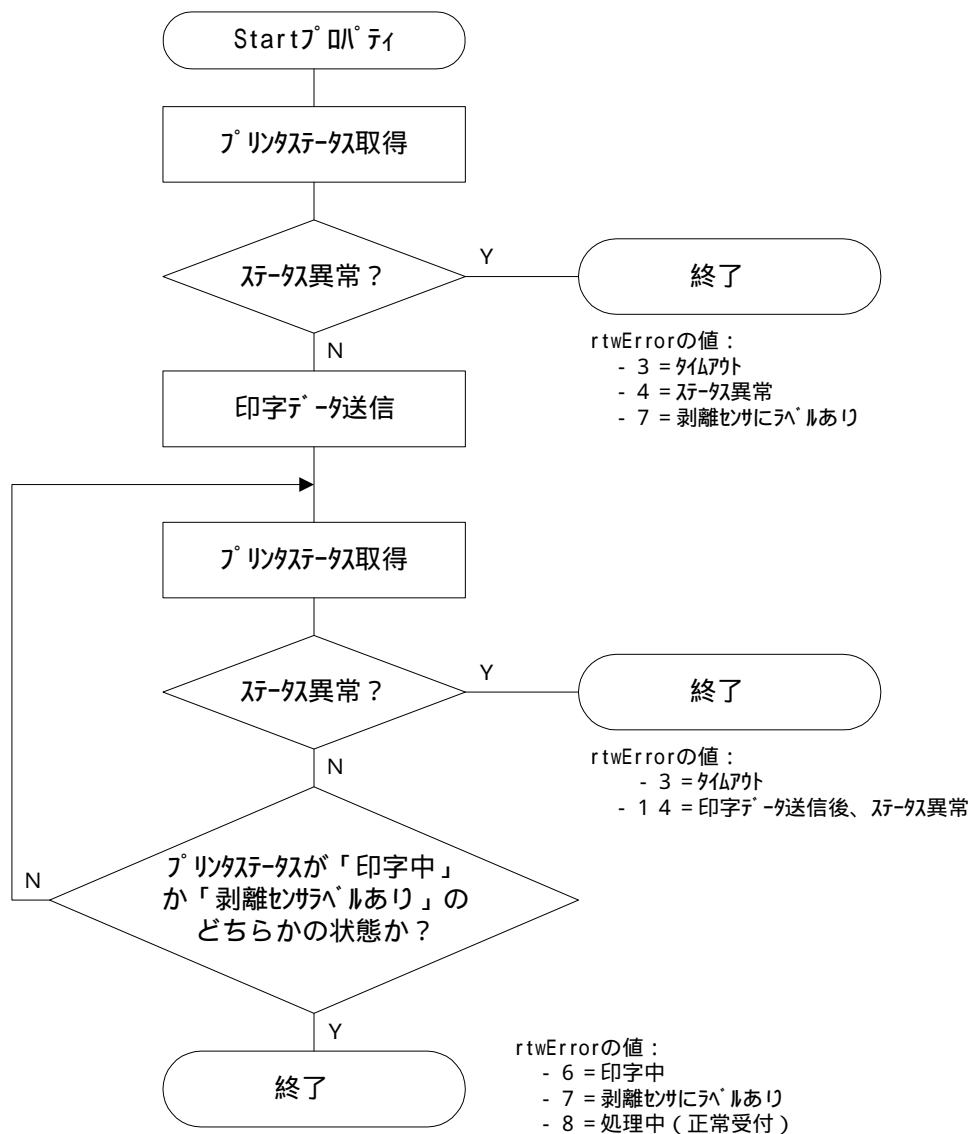 Startﾌﾟﾛﾊﾟﾃｨ
ﾌﾟﾘﾝﾀｽﾃｰﾀｽ取得
ｽﾃｰﾀｽ異常？
Y
終了
rtwErrorの値：
-３＝ﾀｲﾑｱｳﾄ
-４＝ｽﾃｰﾀｽ異常
-７＝剥離ｾﾝｻにﾗﾍﾞﾙあり
N
印字ﾃﾞｰﾀ送信
ﾌﾟﾘﾝﾀｽﾃｰﾀｽ取得
ｽﾃｰﾀｽ異常？
Y
終了
rtwErrorの値：
-３＝ﾀｲﾑｱｳﾄ
-１４＝印字ﾃﾞｰﾀ送信後、ｽﾃｰﾀｽ異常
N
ﾌﾟﾘﾝﾀｽﾃｰﾀｽが「印字中」
か「剥離ｾﾝｻﾗﾍﾞﾙあり」の
どちらかの状態か？
N
Y
終了
rtwErrorの値：
-６＝印字中
-７＝剥離ｾﾝｻにﾗﾍﾞﾙあり
-８＝処理中（正常受付）